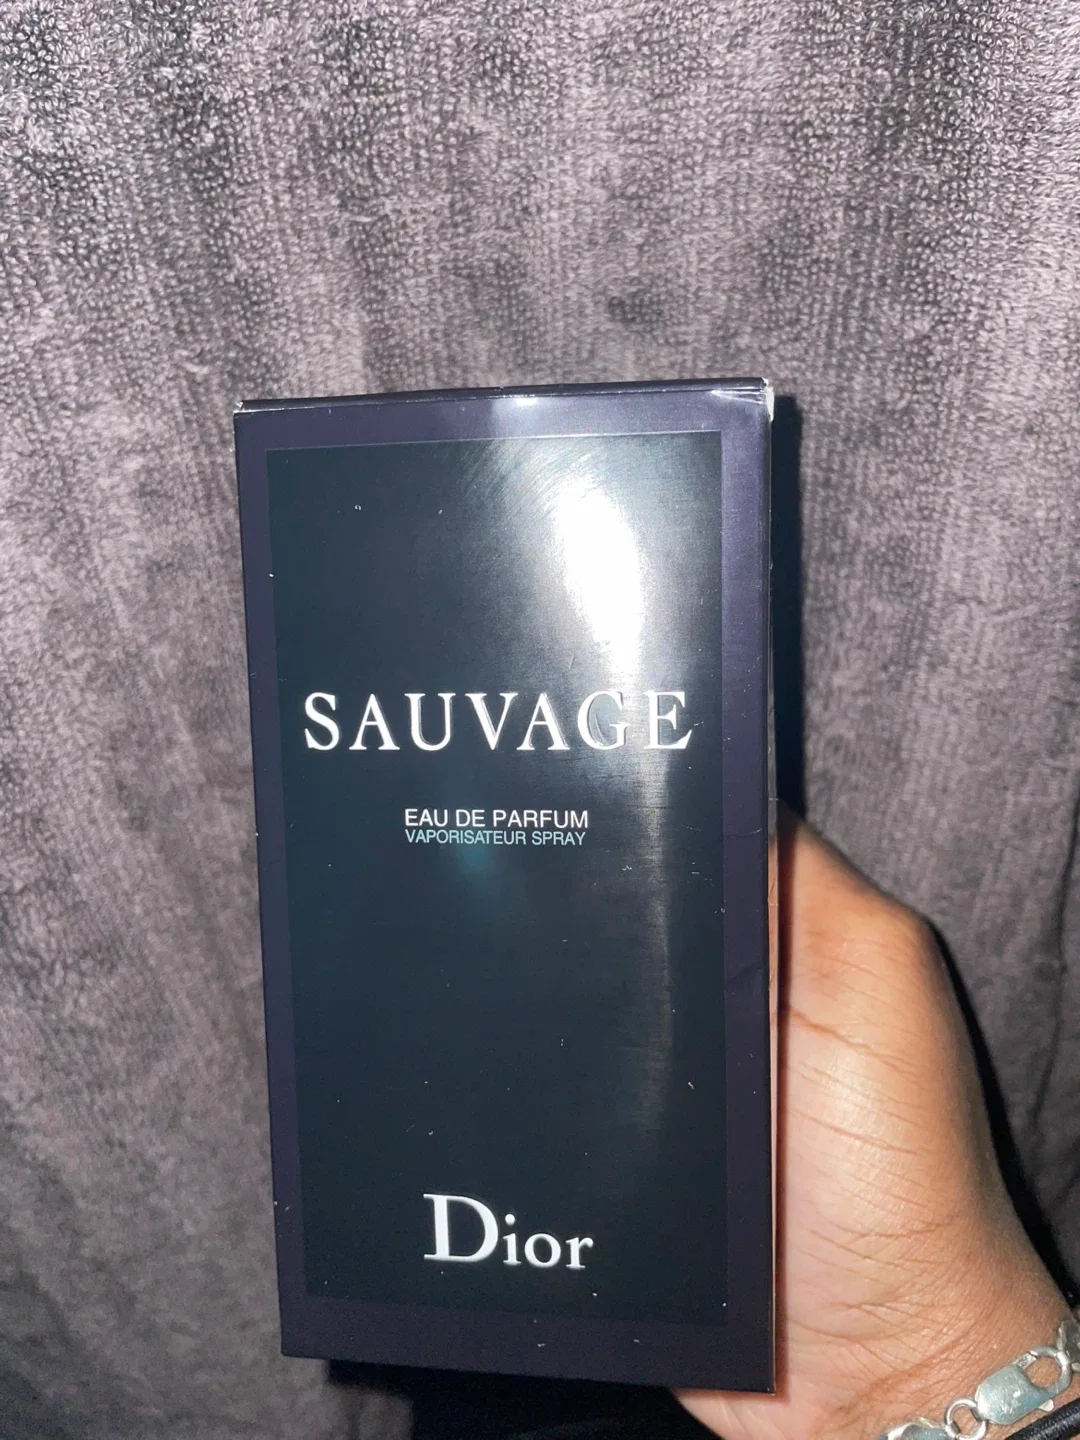 SAUVAGE
EAU DE PARFUM
VAPORISATEUR SPRAY
Dior